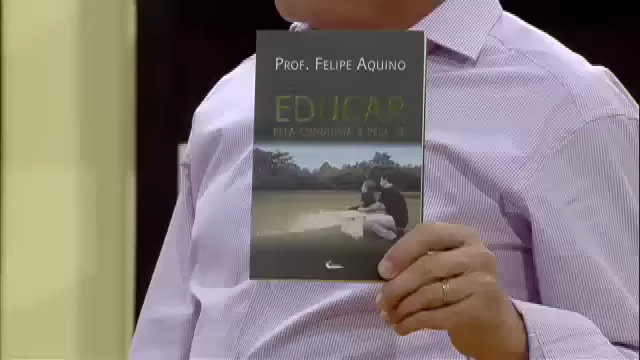 PROF. FELIPE AQUINO
EDUCAR
PELA CONQUISTA E PELA FÉ